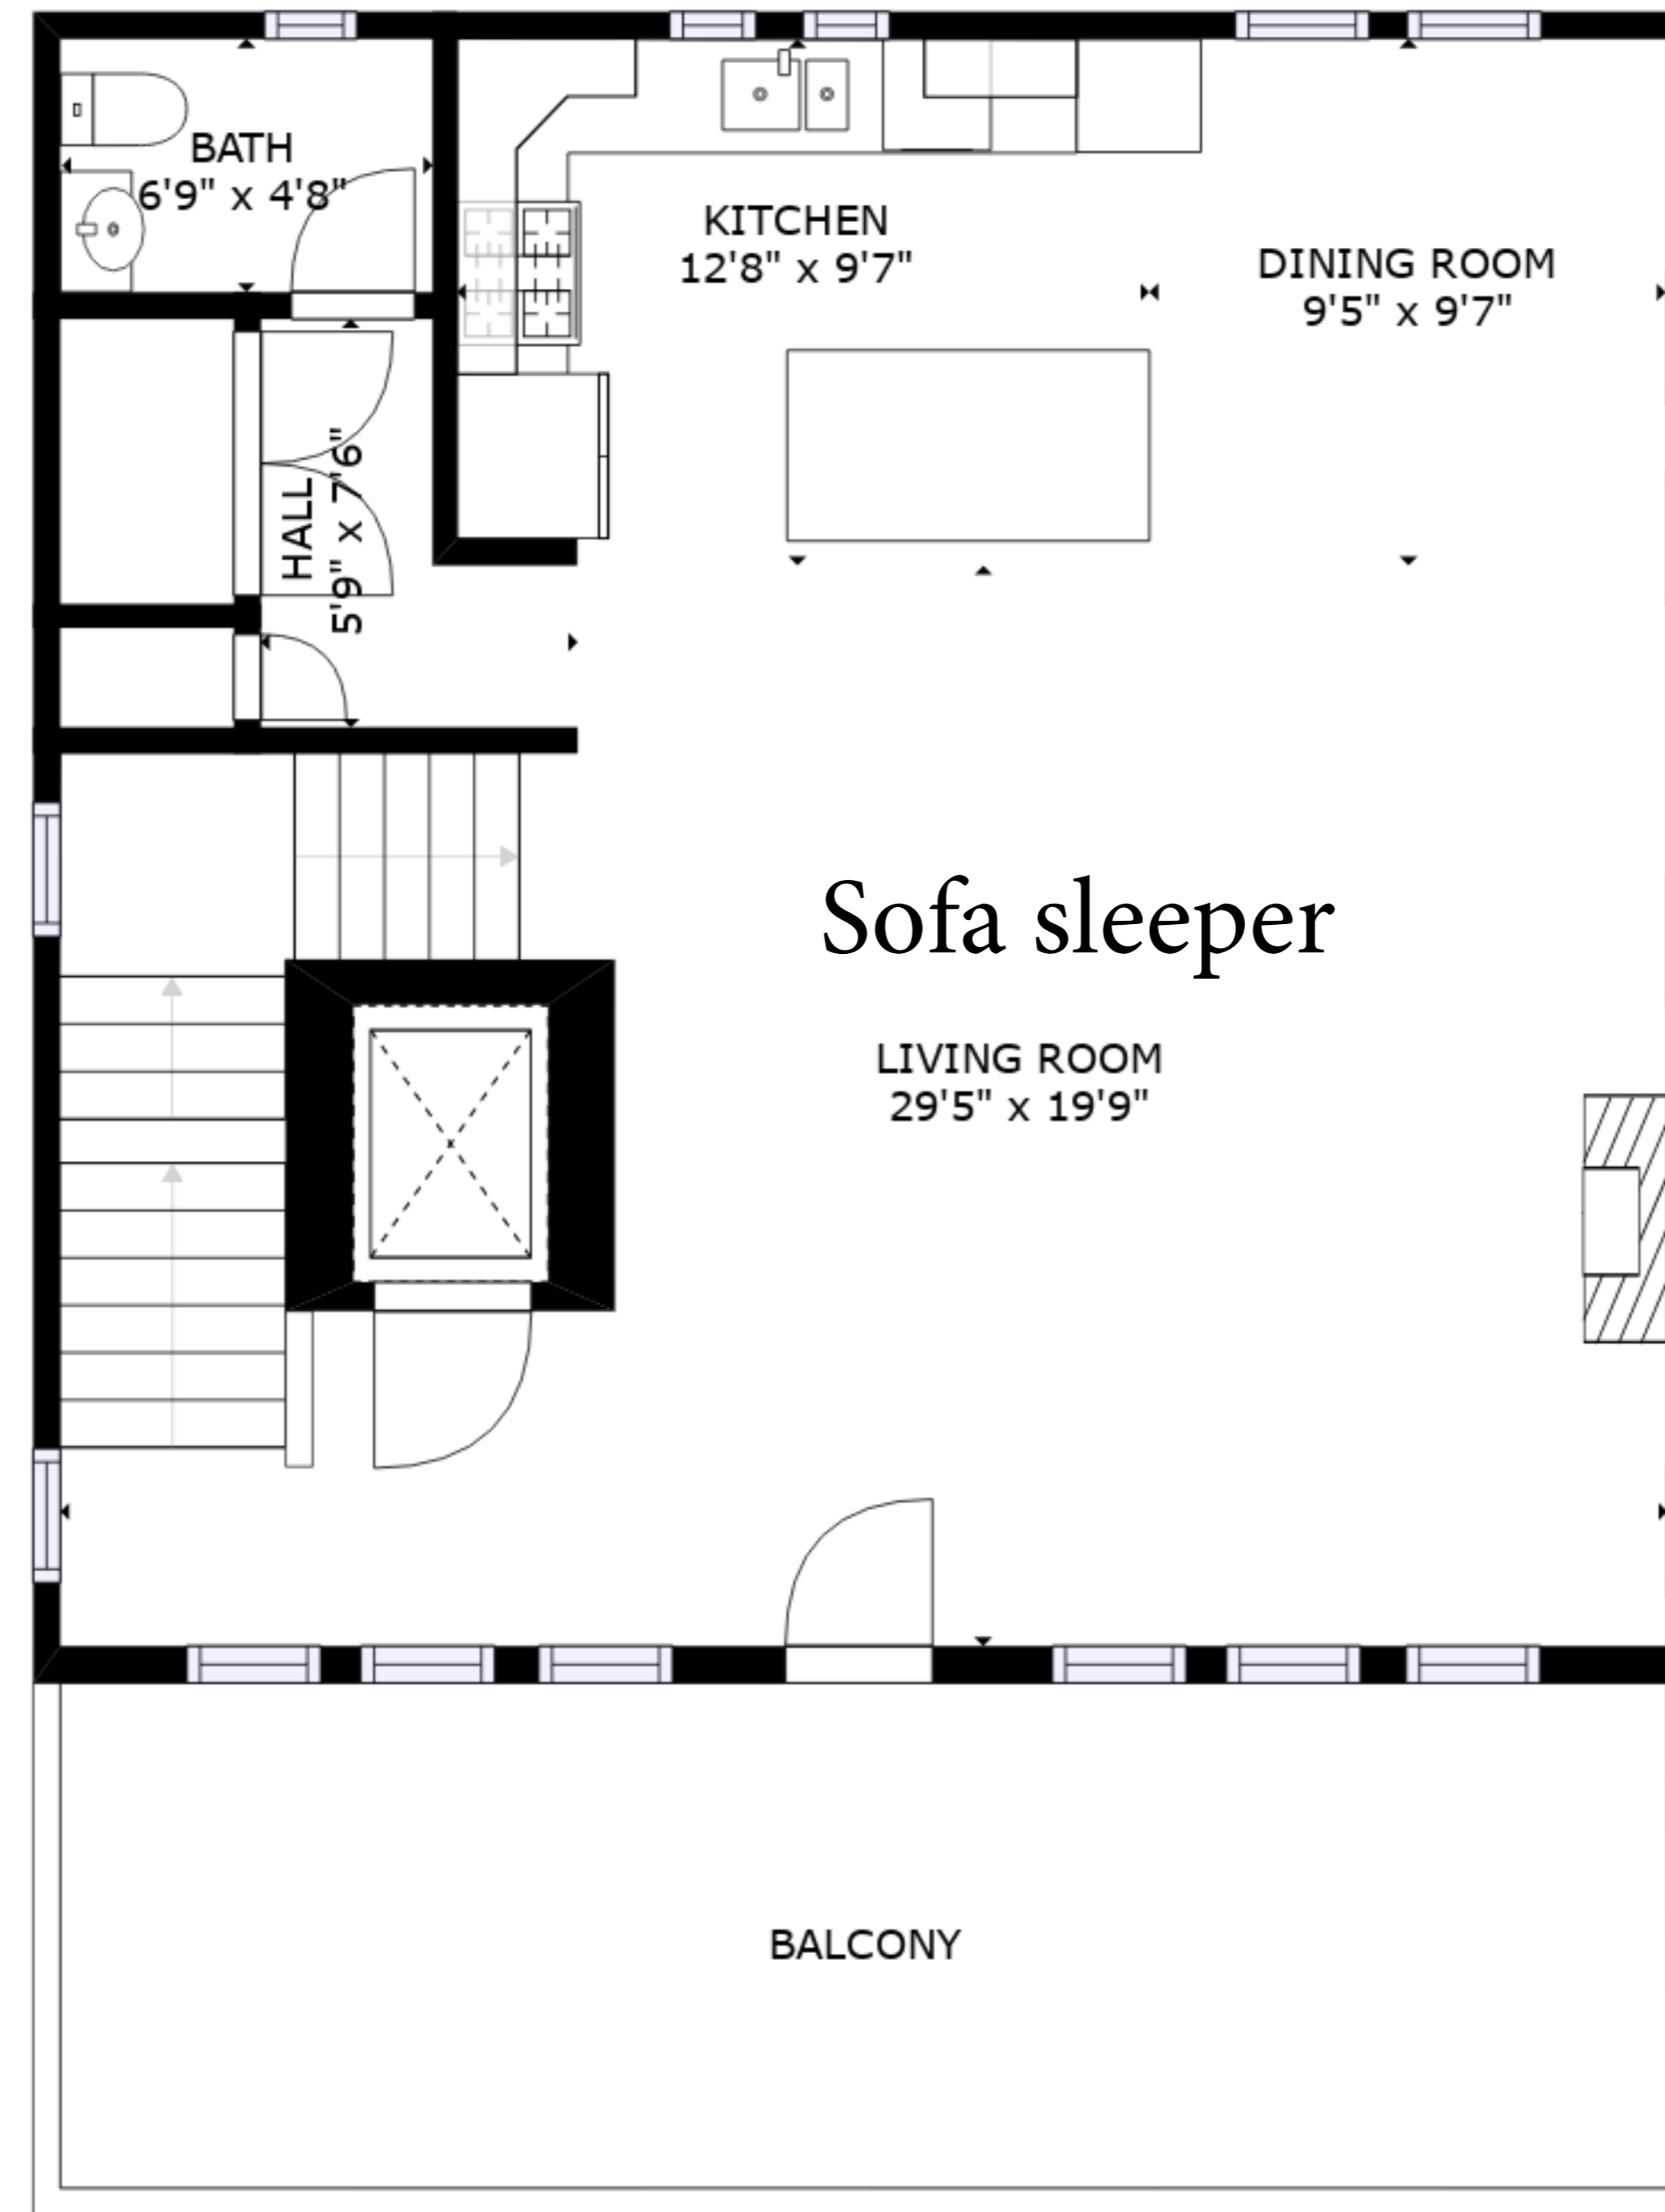 BATH
6'9" x 4'8"
KITCHEN
12'8" x 9'7"
DINING ROOM
9'5" x 9'7"
HALL
5'9" x 7'6"
Sofa sleeper
LIVING ROOM
29'5" x 19'9"
BALCONY